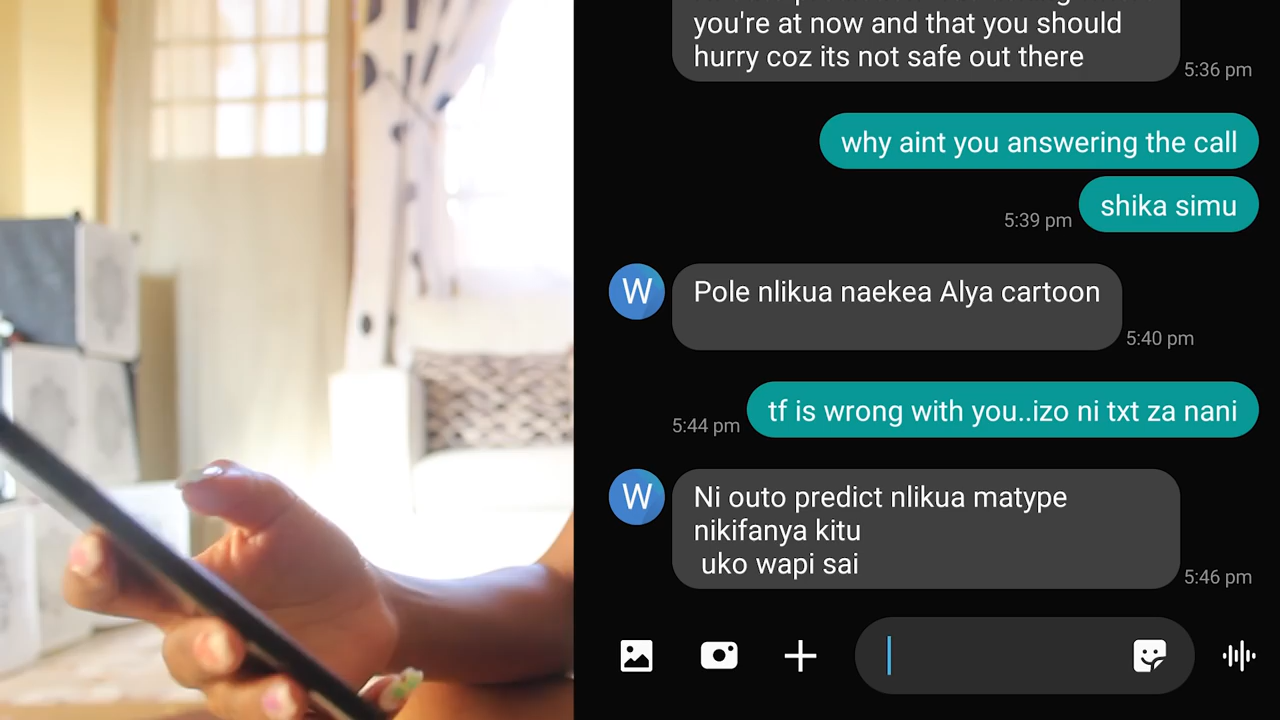 you're at now and that you should
hurry coz its not safe out there
5:36 pm
why aint you answering the call
shika simu
5:39 pm
W
Pole nlikua naekea Alya cartoon
5:40 pm
tf is wrong with you..izo ni txt za nani
5:44 pm
W
Ni outo predict nlikua matype
nikifanya kitu
uko wapi sai
5:46 pm